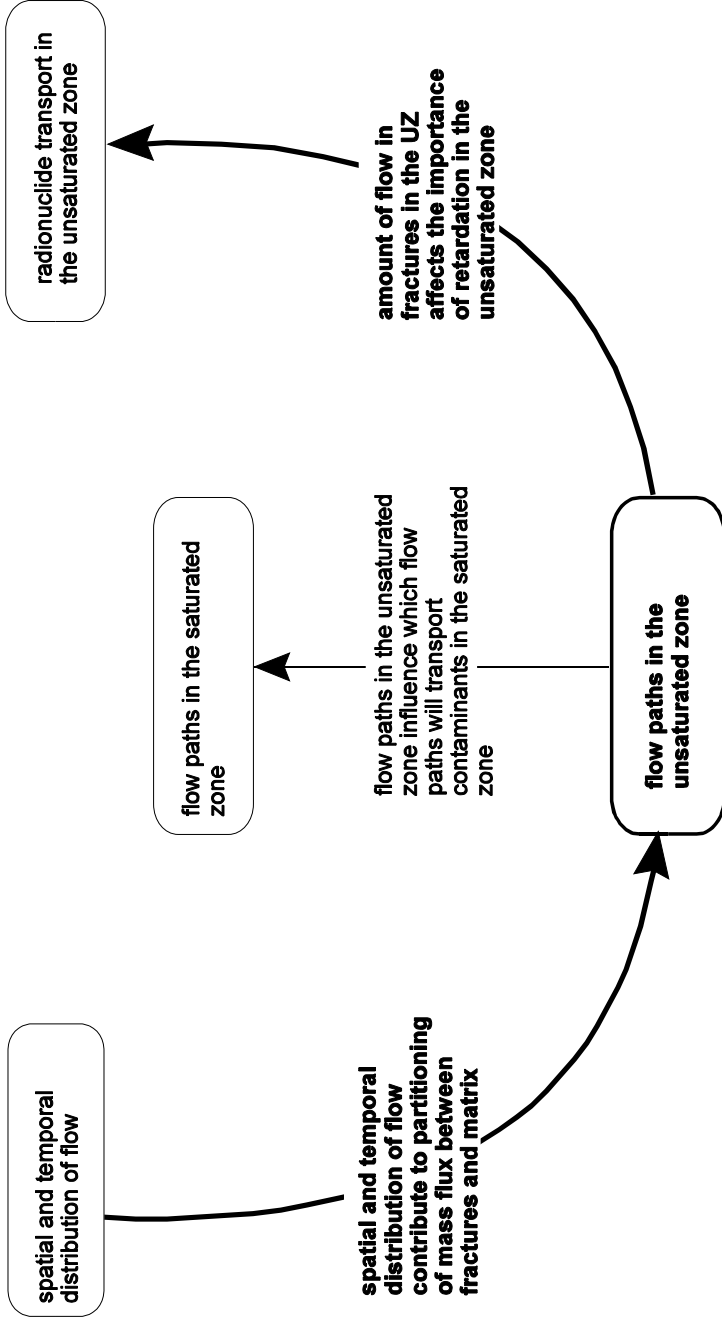 spatial and temporal
distribution of flow
radionuclide transport in
the unsaturated zone
flow paths in the saturated
zone
spatial and temporal
distribution of flow
contribute to partitioning
of mass flux between
fractures and matrix
flow paths in the unsaturated
zone influence which flow
paths will transport
contaminants in the saturated
zone
amount of flow in
fractures in the UZ
affects the importance
of retardation in the
unsaturated zone
flow paths in the
unsaturated zone